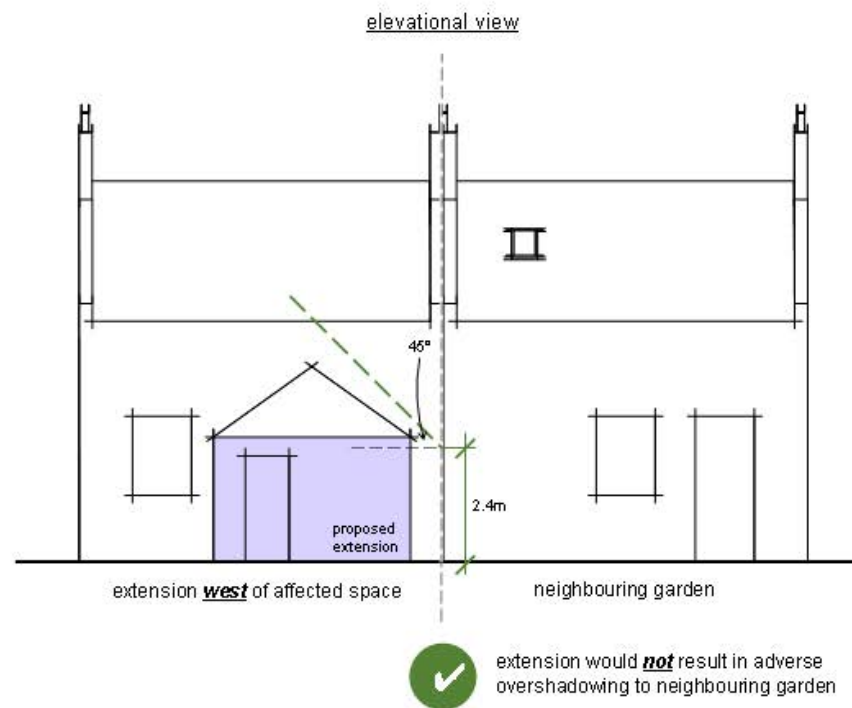 elevational view
45°
2.4m
proposed
extension
extension west of affected space
neighbouring garden
extension would not result in adverse
overshadowing to neighbouring garden